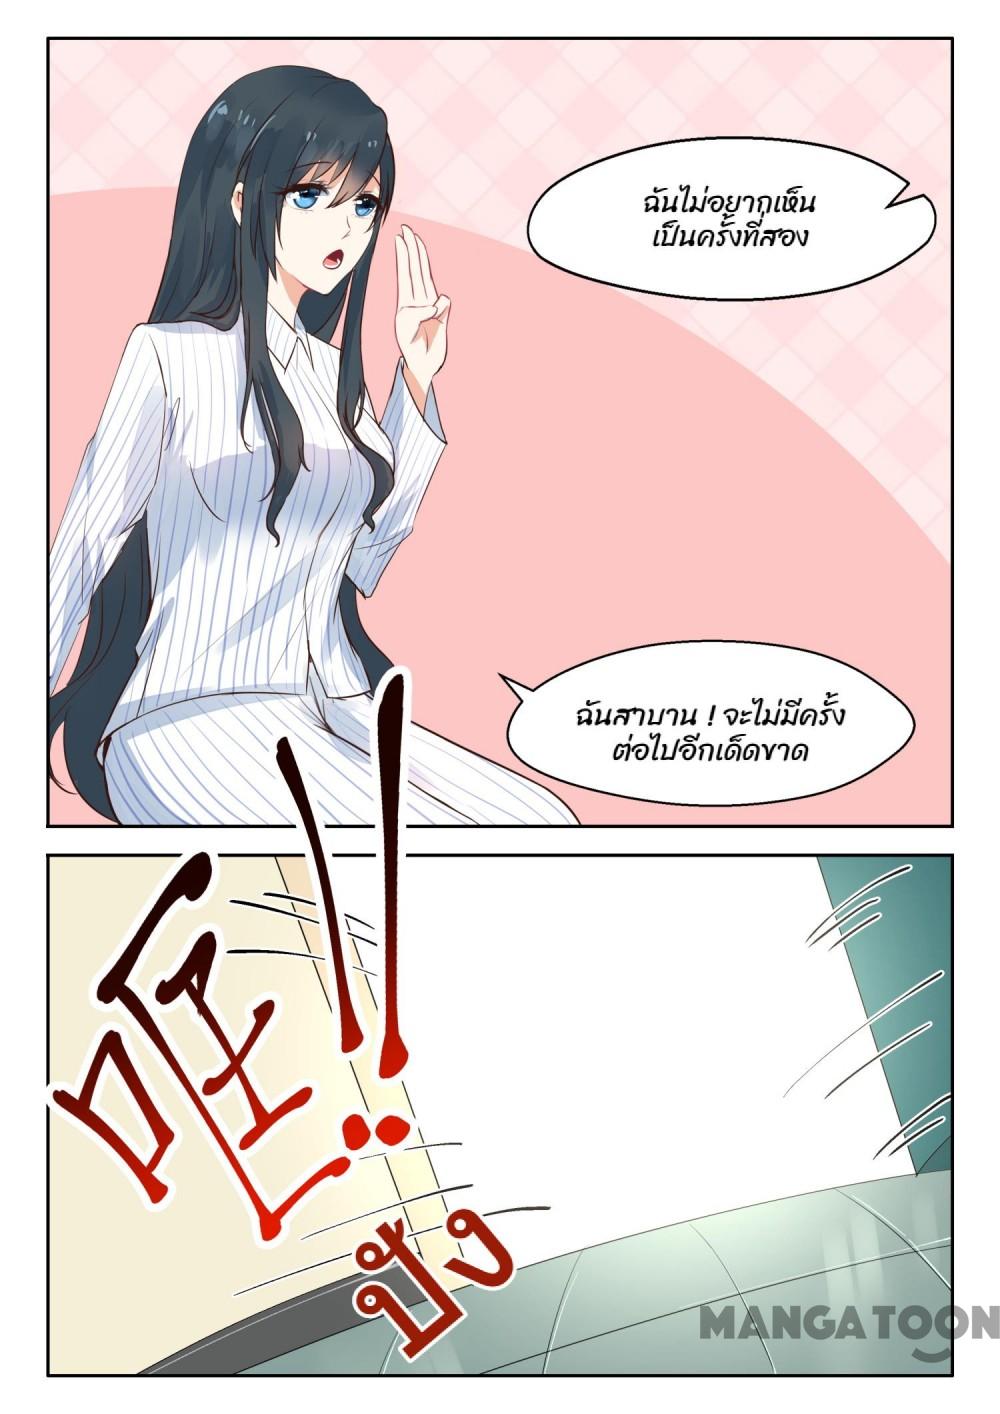 ฉันไม่อยากเห็น
เป็นครั้งที่สอง
ฉันสาบาน ! จะไม่มีครั้ง
ต่อไปอีกเด็ดขาด
咂!!
ปัง
MANGATOON